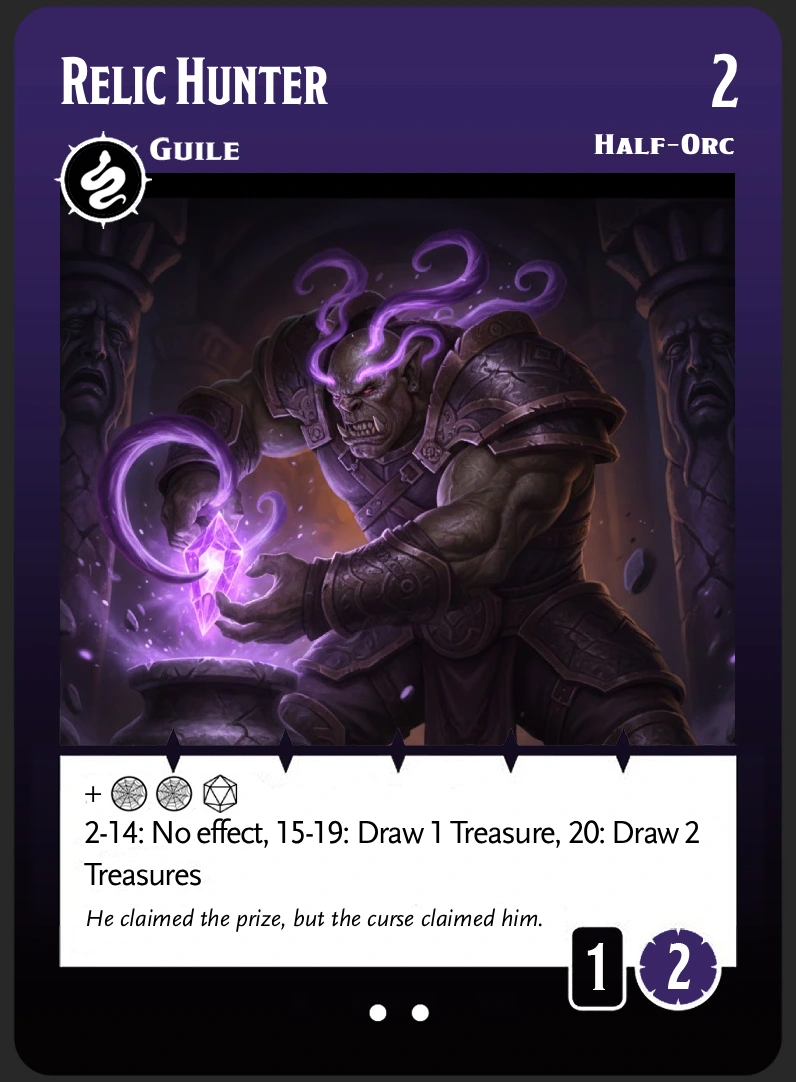 Relic Hunter 2
Guile Half-Orc
+
2-14: No effect, 15-19: Draw 1 Treasure, 20: Draw 2
Treasures
He claimed the prize, but the curse claimed him.
1 2